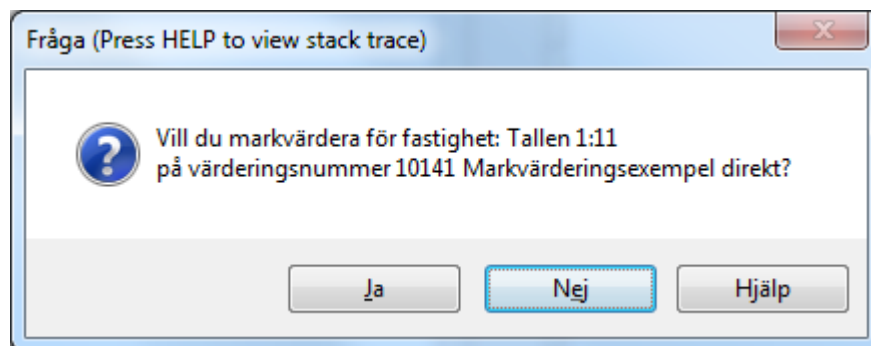 Fråga (Press HELP to view stack trace)
Vill du markvärdera för fastighet: Tallen 1:11
på värderingsnummer 10141 Markvärderingsexempel direkt?
Ja Nej Hjälp